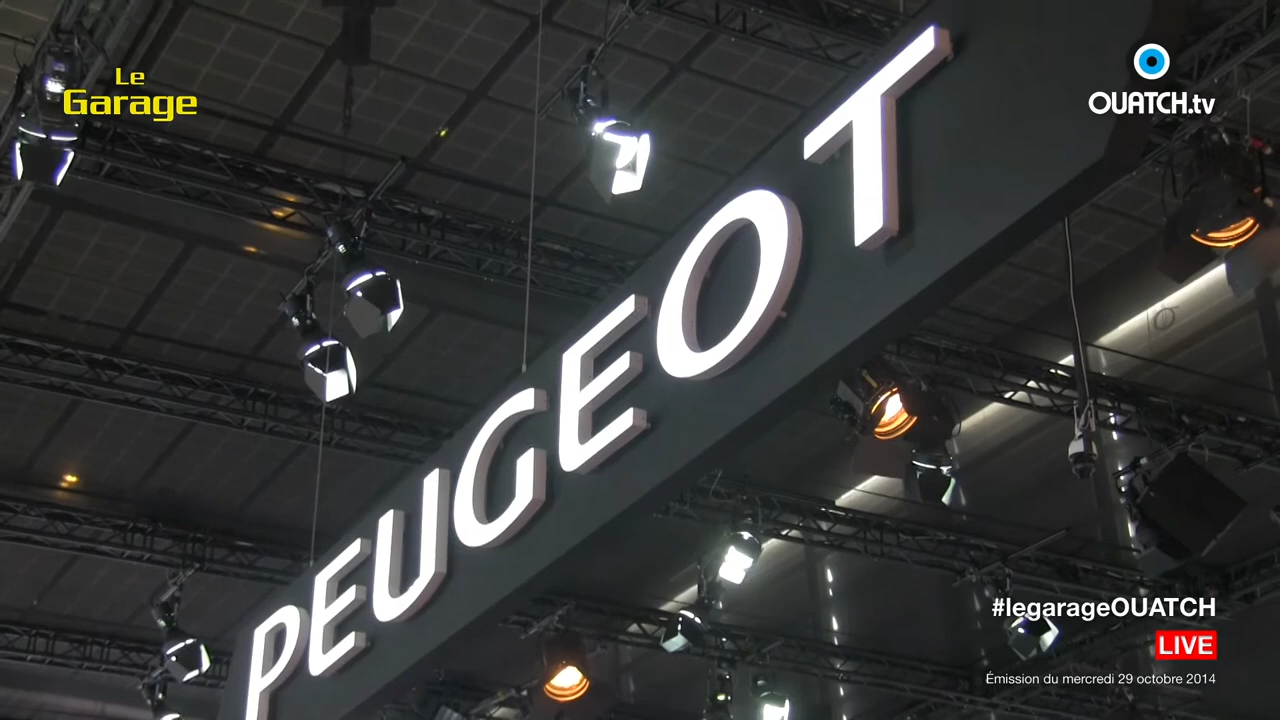 Le
Garage
OUATCH.tv
PEUGEOT
#legarageOUATCH
LIVE
Émission du mercredi 29 octobre 2014